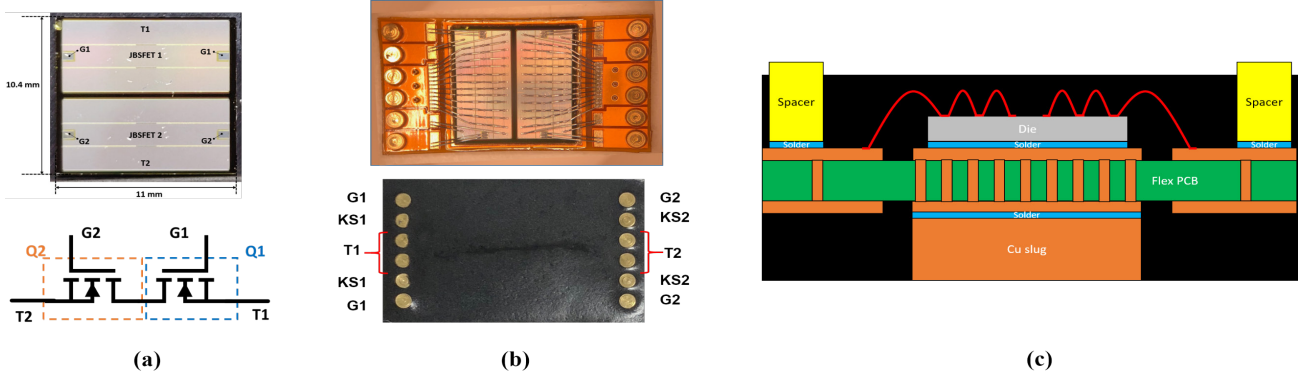 T1
G1
G1
JBSFET 1
10.4 mm
G2
JBSFET 2
G2
T2
11 mm
G2
G1
Q2
Q1
T2
T1
(a)
G1
G2
KS1
KS2
T1
T2
KS1
KS2
G1
G2
(b)
Spacer
Spacer
Die
Solder
Solder
Solder
Flex PCB
Solder
Cu slug
(c)